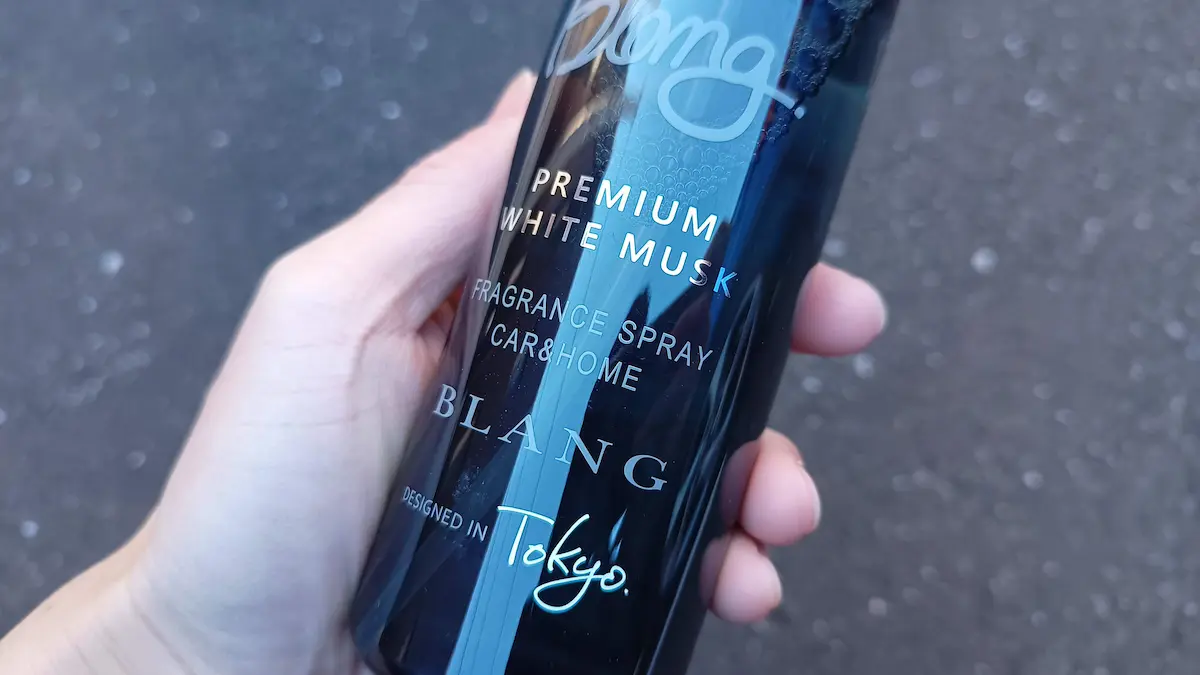 Blang.
PREMIUM
WHITE MUSK
FRAGRANCE SPRAY
CAR&HOME
BLANG
DESIGNED IN Tokyo.